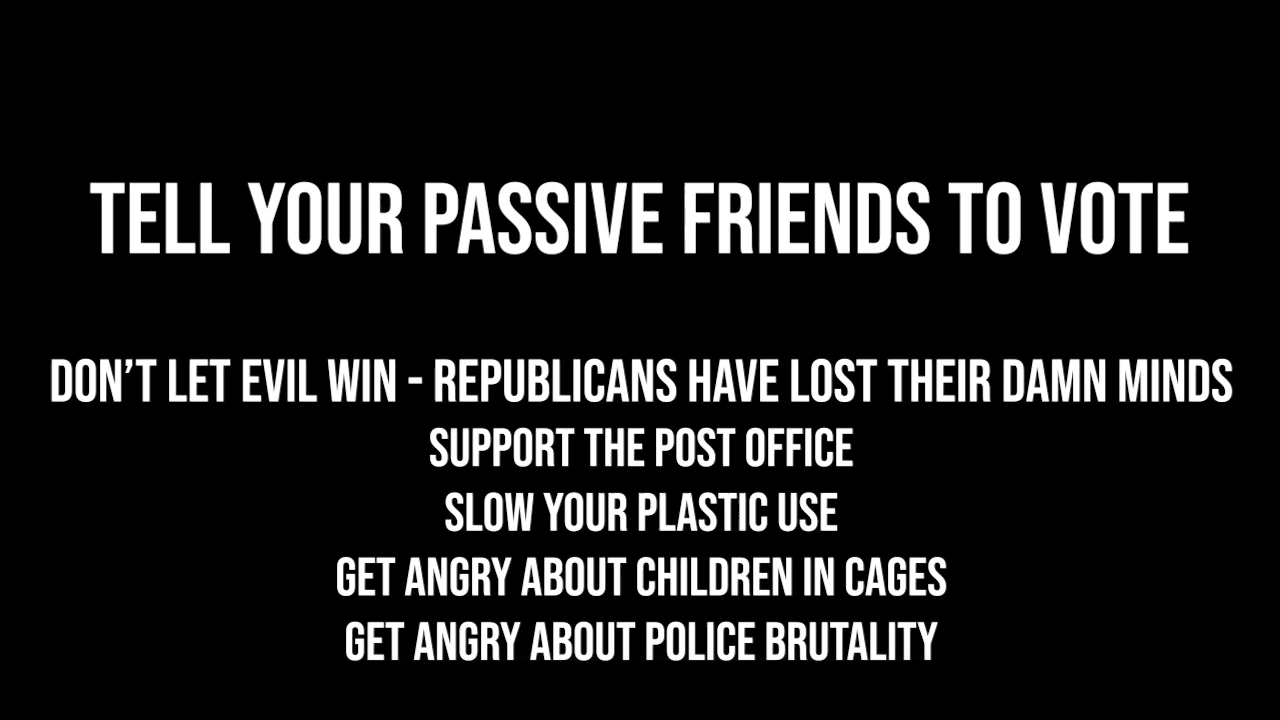 TELL YOUR PASSIVE FRIENDS TO VOTE
DON’T LET EVIL WIN - REPUBLICANS HAVE LOST THEIR DAMN MINDS
SUPPORT THE POST OFFICE
SLOW YOUR PLASTIC USE
GET ANGRY ABOUT CHILDREN IN CAGES
GET ANGRY ABOUT POLICE BRUTALITY